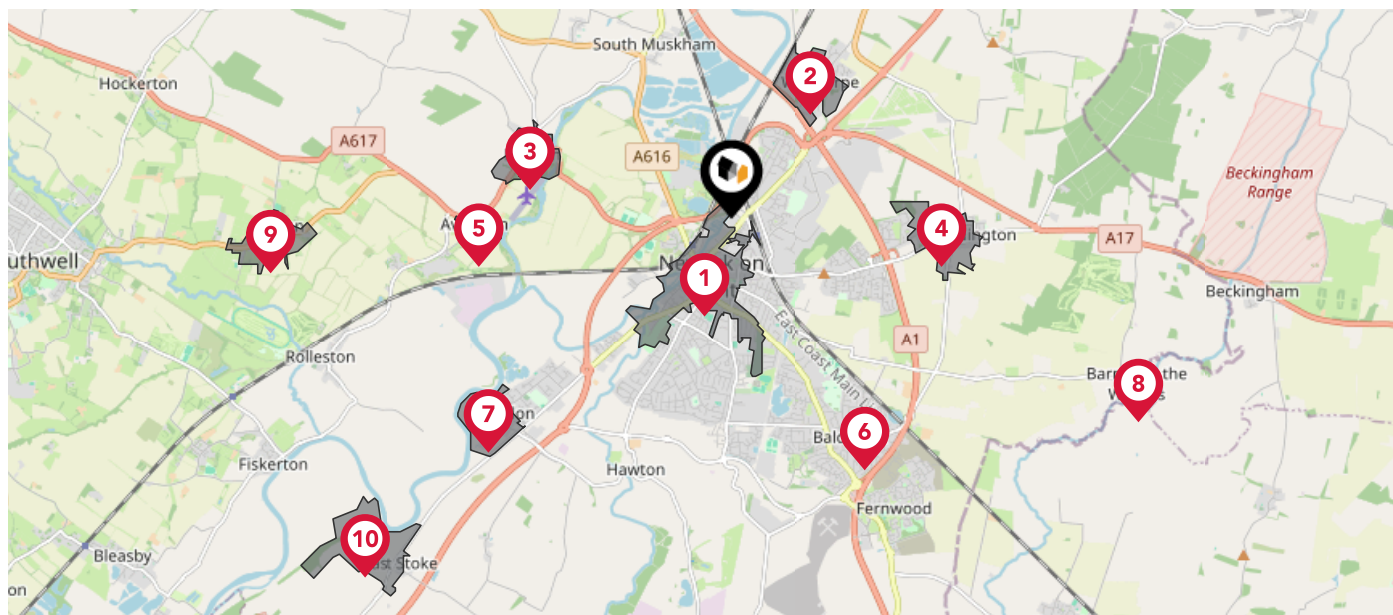 South Muskham
Hockerton
2
A617
3
A616
Beckingham
Range
9
5
4
A17
uthwell
1
Beckingham
East Coast Main
A1
Rolleston
8
7
6
Fiskerton
Hawton
Fernwood
10
Bleasby